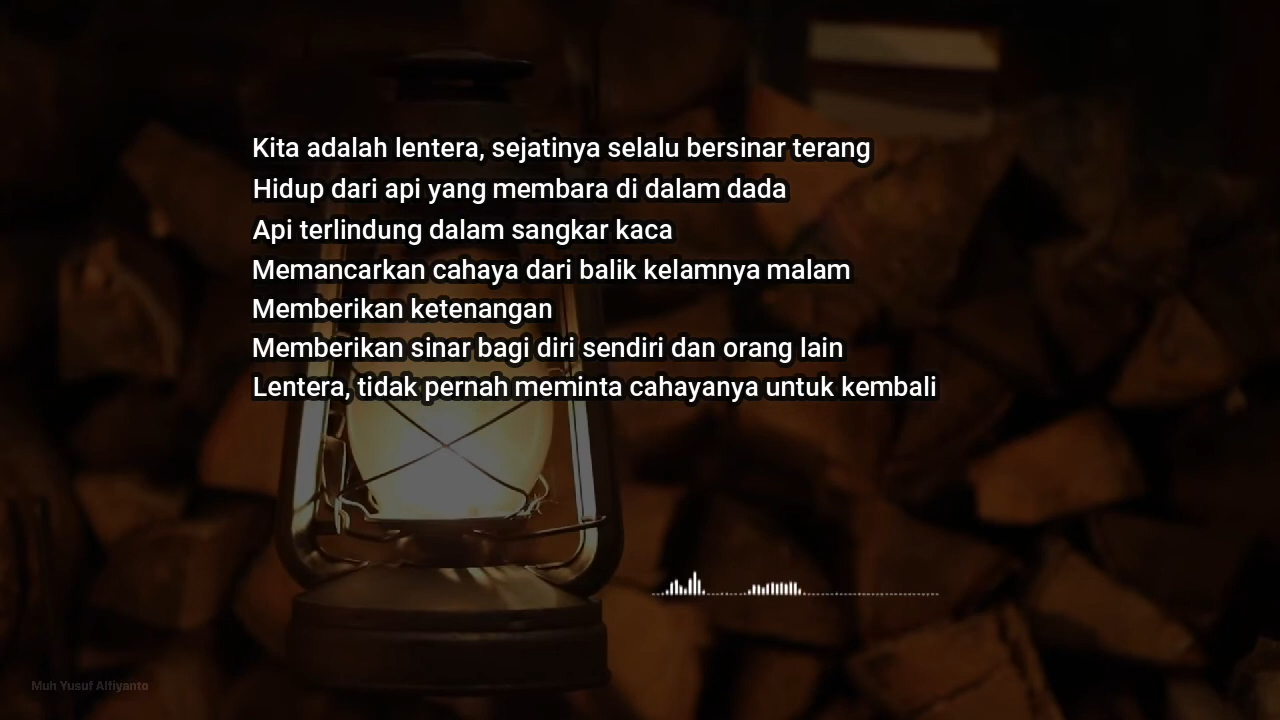 Kita adalah lentera, sejatinya selalu bersinar terang
Hidup dari api yang membara di dalam dada
Api terlindung dalam sangkar kaca
Memancarkan cahaya dari balik kelamnya malam
Memberikan ketenangan
Memberikan sinar bagi diri sendiri dan orang lain
Lentera, tidak pernah meminta cahayanya untuk kembali
Muh Yusuf Alfiyanto